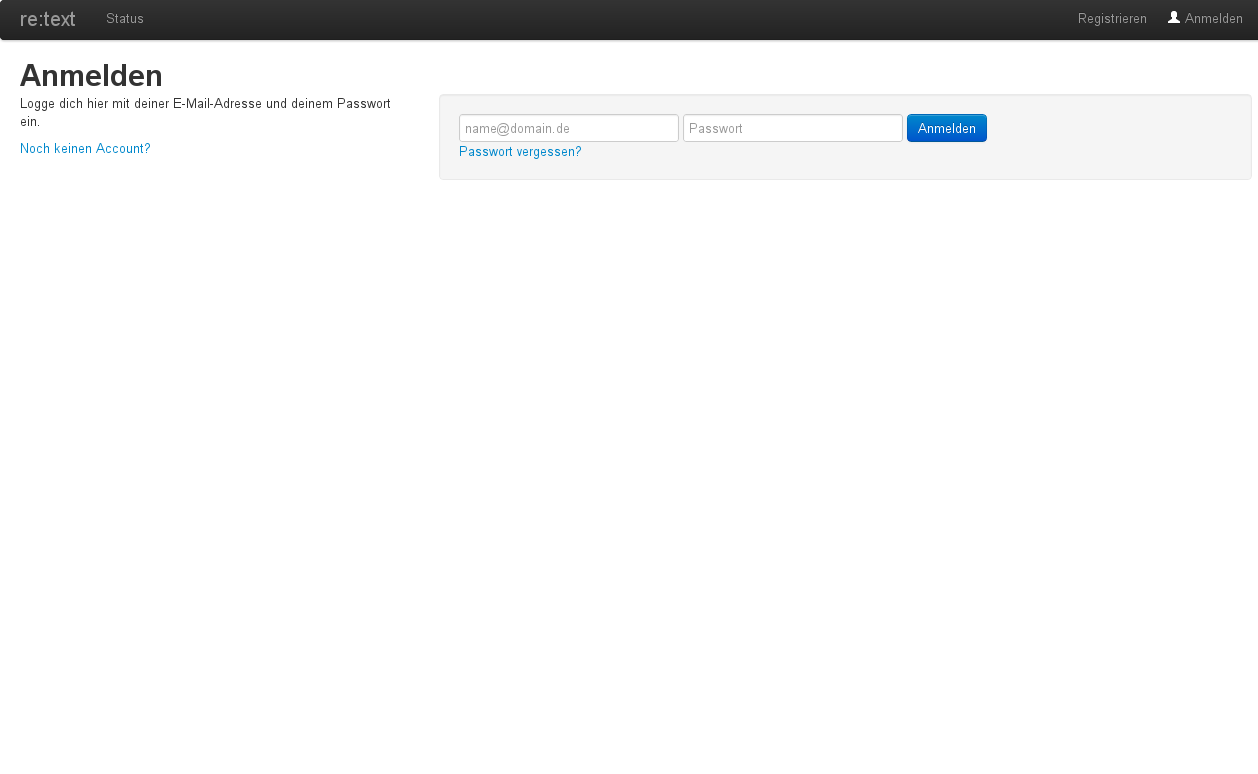 re:text Status Registrieren Anmelden
Anmelden
Logge dich hier mit deiner E-Mail-Adresse und deinem Passwort
ein.
Noch keinen Account?
name@domain.de Passwort Anmelden
Passwort vergessen?